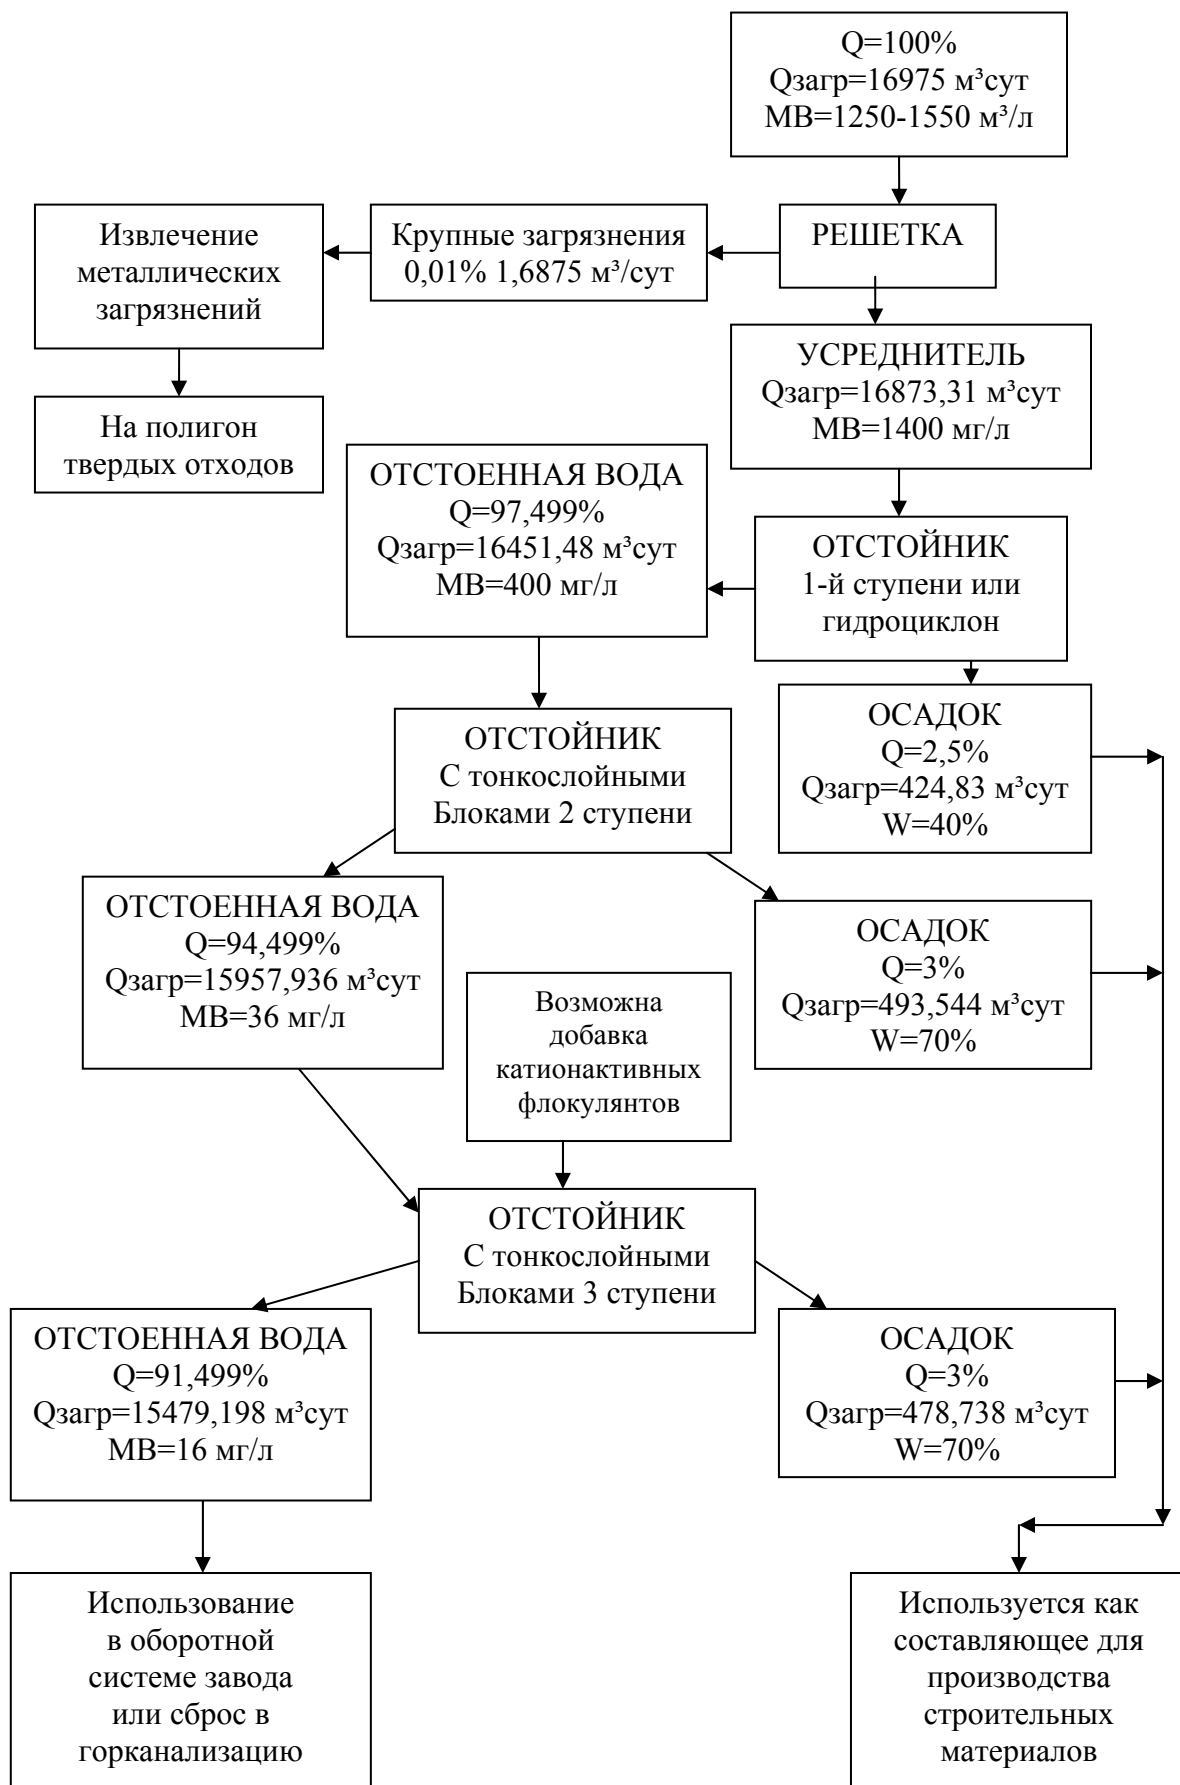 Q=100%
Qзагр=16975 м³сут
МВ=1250-1550 м³/л
РЕШЕТКА
Крупные загрязнения
0,01% 1,6875 м³/сут
Извлечение
металлических
загрязнений
На полигон
твердых отходов
УСРЕДНИТЕЛЬ
Qзагр=16873,31 м³сут
МВ=1400 мг/л
ОТСТОЙНИК
1-й ступени или
гидроциклон
ОТСТОЕННАЯ ВОДА
Q=97,499%
Qзагр=16451,48 м³сут
МВ=400 мг/л
ОСАДОК
Q=2,5%
Qзагр=424,83 м³сут
W=40%
ОТСТОЙНИК
С тонкослойными
Блоками 2 ступени
ОТСТОЕННАЯ ВОДА
Q=94,499%
Qзагр=15957,936 м³сут
МВ=36 мг/л
ОСАДОК
Q=3%
Qзагр=493,544 м³сут
W=70%
Возможна
добавка
катионактивных
флокулянтов
ОТСТОЙНИК
С тонкослойными
Блоками 3 ступени
ОТСТОЕННАЯ ВОДА
Q=91,499%
Qзагр=15479,198 м³сут
МВ=16 мг/л
ОСАДОК
Q=3%
Qзагр=478,738 м³сут
W=70%
Использование
в оборотной
системе завода
или сброс в
горканализацию
Используется как
составляющее для
производства
строительных
материалов